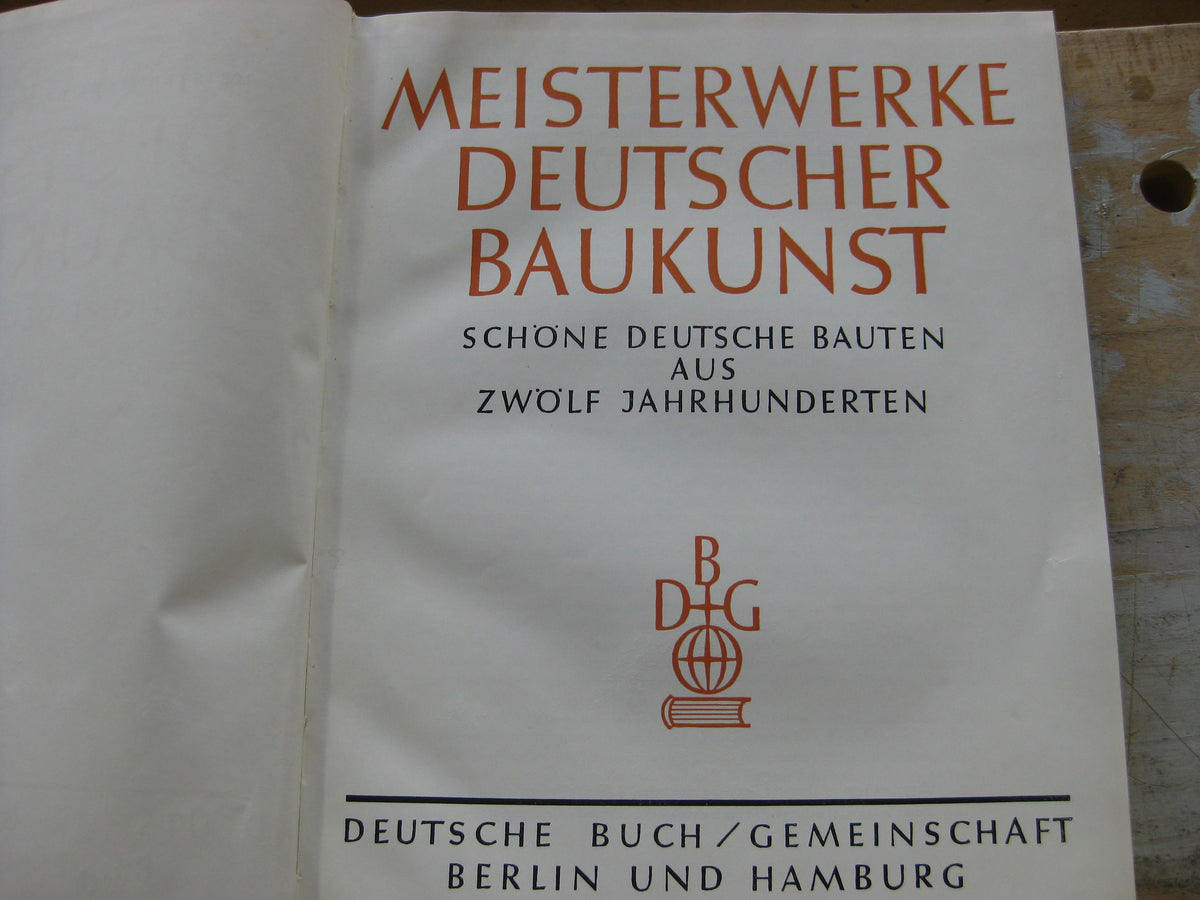 MEISTERWERKE
DEUTSCHER
BAUKUNST
SCHÖNE DEUTSCHE BAUTEN
AUS
ZWÖLF JAHRHUNDERTEN
B
D G
DEUTSCHE BUCH/GEMEINSCHAFT
BERLIN UND HAMBURG